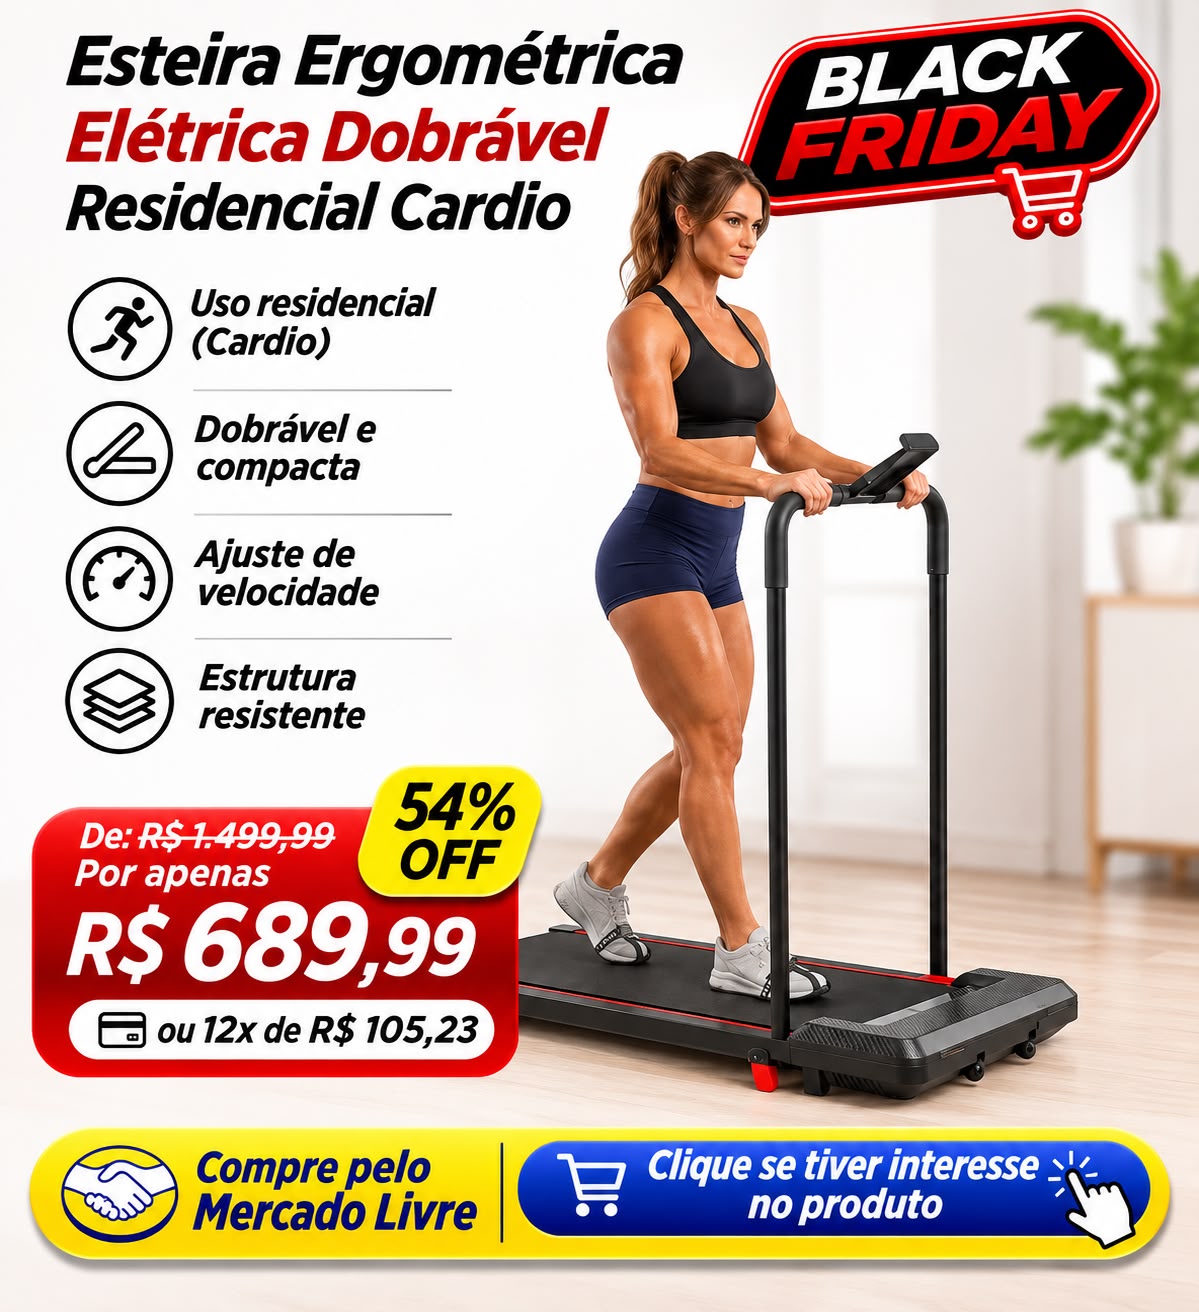 Esteira Ergométrica
Elétrica Dobrável
Residencial Cardio
BLACK
FRIDAY
Uso residencial
(Cardio)
Dobrável e
compacta
Ajuste de
velocidade
Estrutura
resistente
54%
OFF
De: R$ 1.499,99
Por apenas
R$ 689,99
ou 12x de R$ 105,23
Compre pelo
Mercado Livre
Clique se tiver interesse
no produto